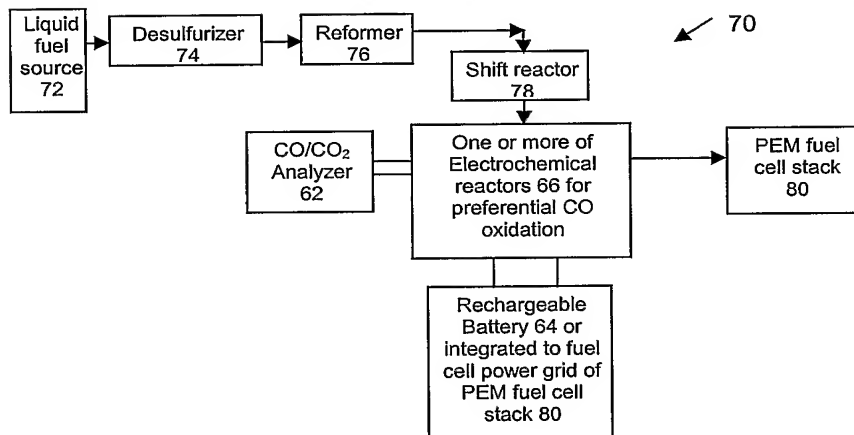 Liquid
fuel
source
72
Desulfurizer
74
Reformer
76
70
Shift reactor
78
CO/CO₂
Analyzer
62
One or more of
Electrochemical
reactors 66 for
preferential CO
oxidation
PEM fuel
cell stack
80
Rechargeable
Battery 64 or
integrated to fuel
cell power grid of
PEM fuel cell
stack 80